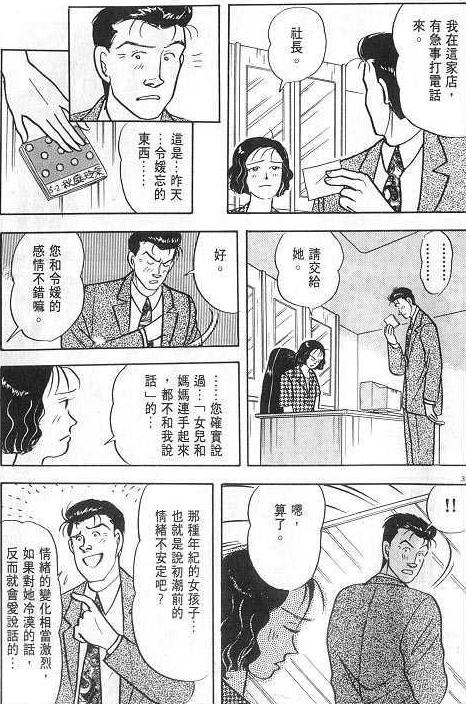 我在這家店，
有急事打電話
來。
社長。
這是…昨天
…令嬡忘的
東西……
6-2
………
請交給
她。
好。
您和令嬡的
感情不錯嘛。
……您確實說
過…「女兒和
媽媽連手起來
，都不和我說
話」的…
3
!!
嗯，
算了。
那種年紀的女孩子…
也就是說初潮前的
情緒不安定吧？
情緒的變化相當激烈，
如果對她冷漠的話，
反而就會愛說話的…